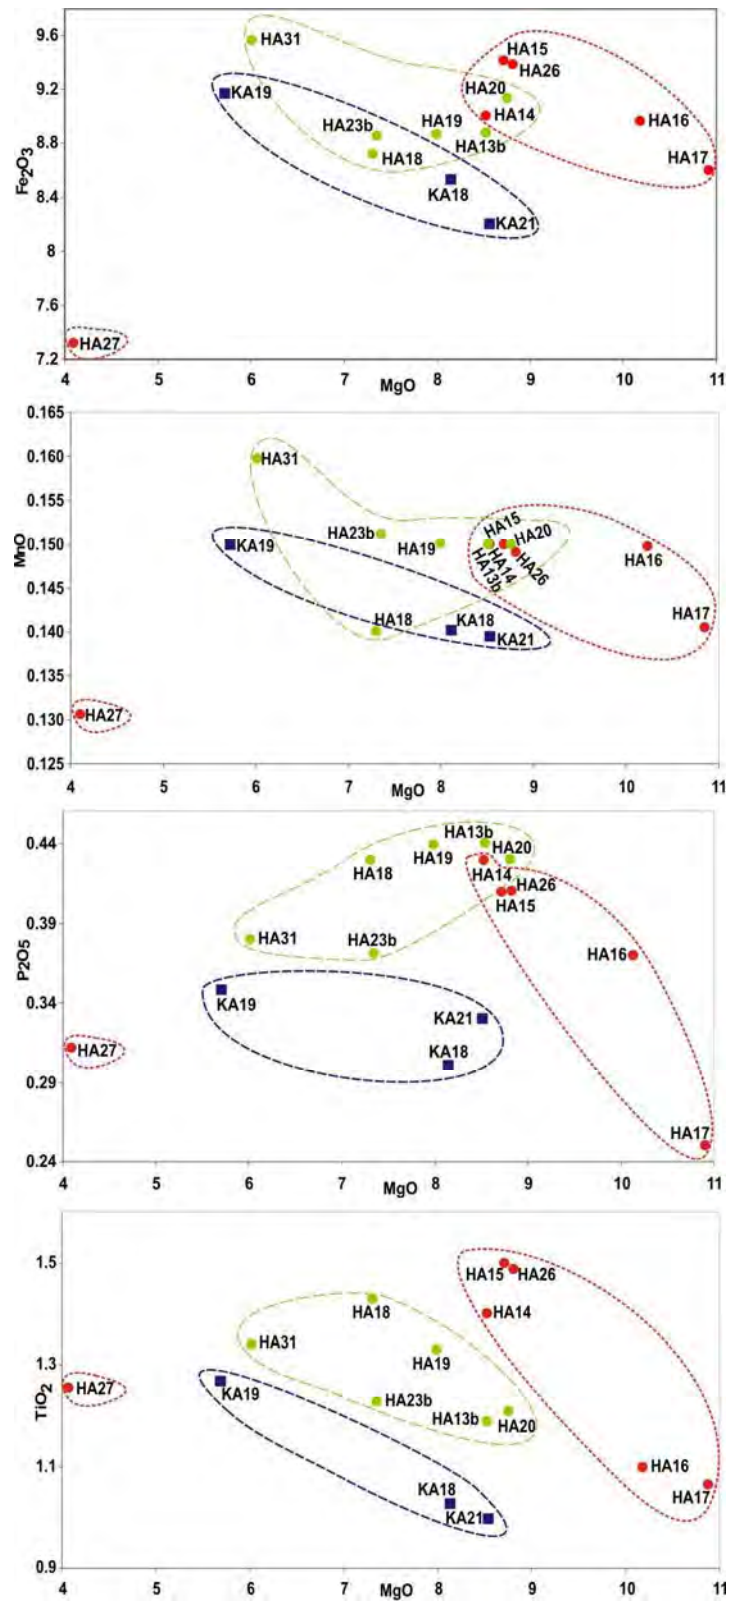 9.6
HA31
HA15
HA26
9.2
KA19
HA20
HA23b
HA19
HA14
HA16
8.8
HA18
HA13b
HA17
Fe2O3
KA18
8.4
KA21
8
7.6
HA27
7.2
4 5 6 7 8 9 10 11
MgO
0.165
0.160
HA31
0.155
HA23b
HA15
HA20
0.150
KA19
HA19
HA14
HA26
HA13b
HA16
MnO
0.145
0.140
HA18
KA18
KA21
HA17
0.135
0.130
HA27
0.125
4 5 6 7 8 9 10 11
MgO
0.44
HA13b
HA18
HA19
HA20
HA14
HA26
HA15
0.39
HA31
HA23b
HA16
P2O5
0.34
KA19
KA21
HA27
KA18
0.29
HA17
0.24
4 5 6 7 8 9 10 11
MgO
1.5
HA15
HA26
HA18
HA14
HA31
HA19
1.3
HA27
KA19
HA23b
HA13b
HA20
TiO2
1.1
HA16
KA18
HA17
KA21
0.9
4 5 6 7 8 9 10 11
MgO